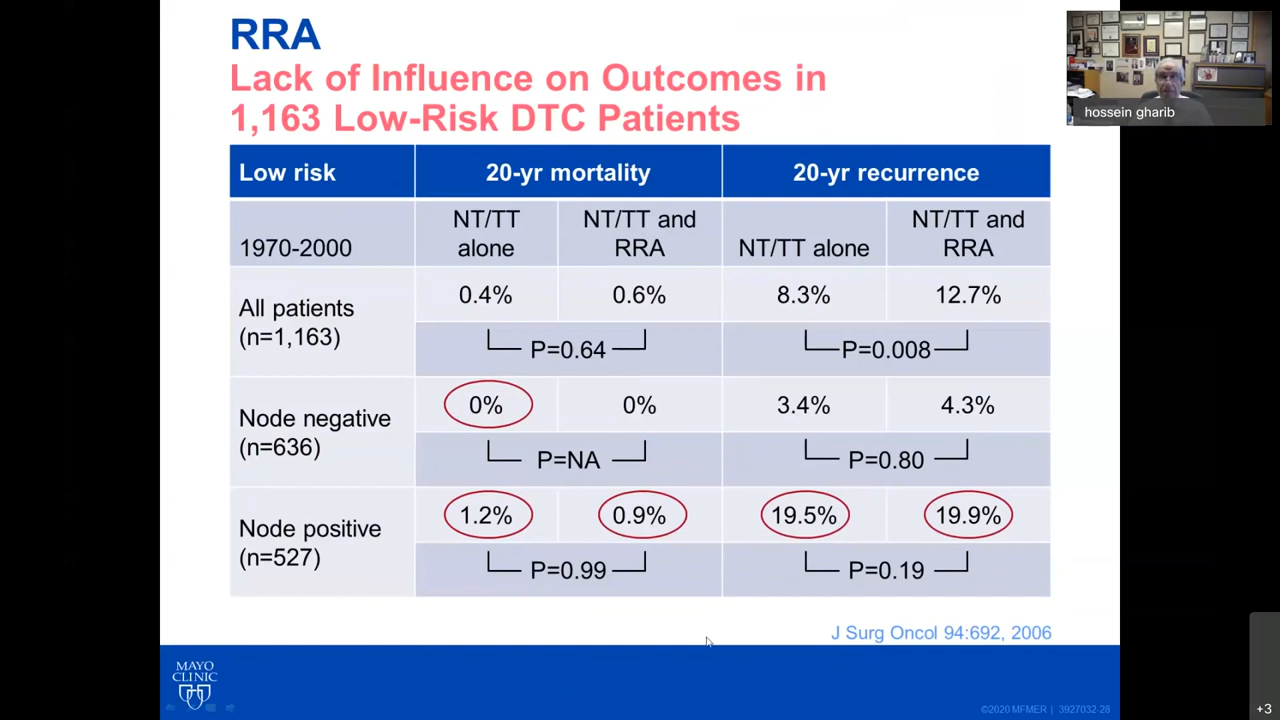 RRA
Lack of Influence on Outcomes in
1,163 Low-Risk DTC Patients
hossein gharib
Low risk
20-yr mortality
20-yr recurrence
1970-2000
NT/TT
alone
NT/TT and
RRA
NT/TT alone
NT/TT and
RRA
All patients
(n=1,163)
0.4%
0.6%
8.3%
12.7%
P=0.64
P=0.008
Node negative
(n=636)
0%
0%
3.4%
4.3%
P=NA
P=0.80
Node positive
(n=527)
1.2%
0.9%
19.5%
19.9%
P=0.99
P=0.19
J Surg Oncol 94:692, 2006
MAYO
CLINIC
©2020 MFMER | 3927032-28
+3